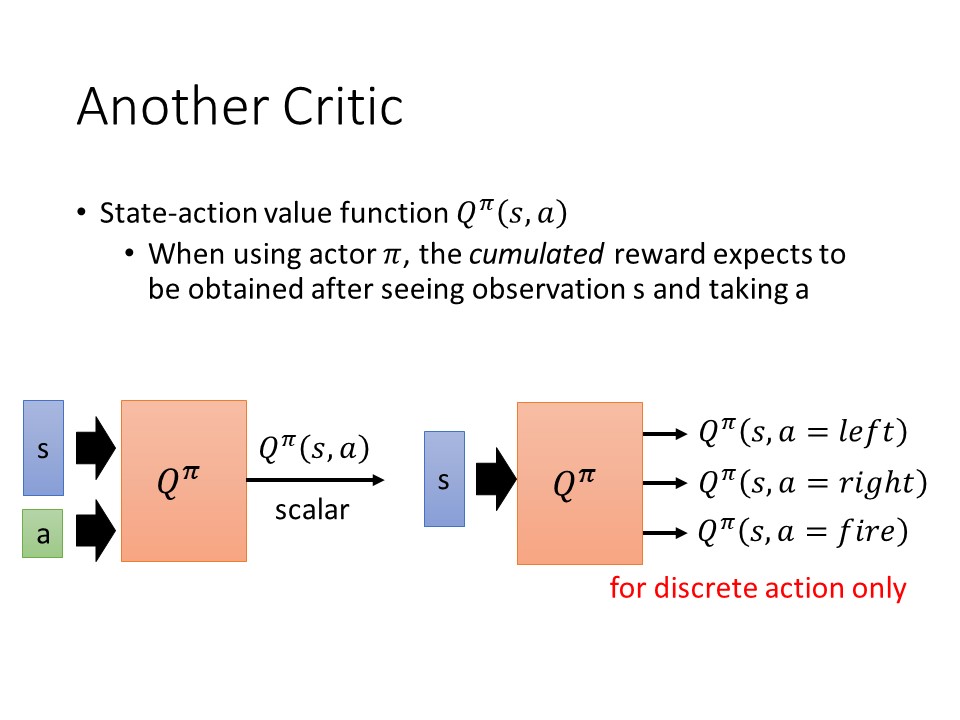 Another Critic
• State-action value function $Q^{\pi}(s, a)$
• When using actor $\pi$, the cumulated reward expects to
be obtained after seeing observation s and taking a
s
a
$Q^{\pi}$
$Q^{\pi}(s, a)$
scalar
s
$Q^{\pi}$
$Q^{\pi}(s, a = left)$
$Q^{\pi}(s, a = right)$
$Q^{\pi}(s, a = fire)$
for discrete action only